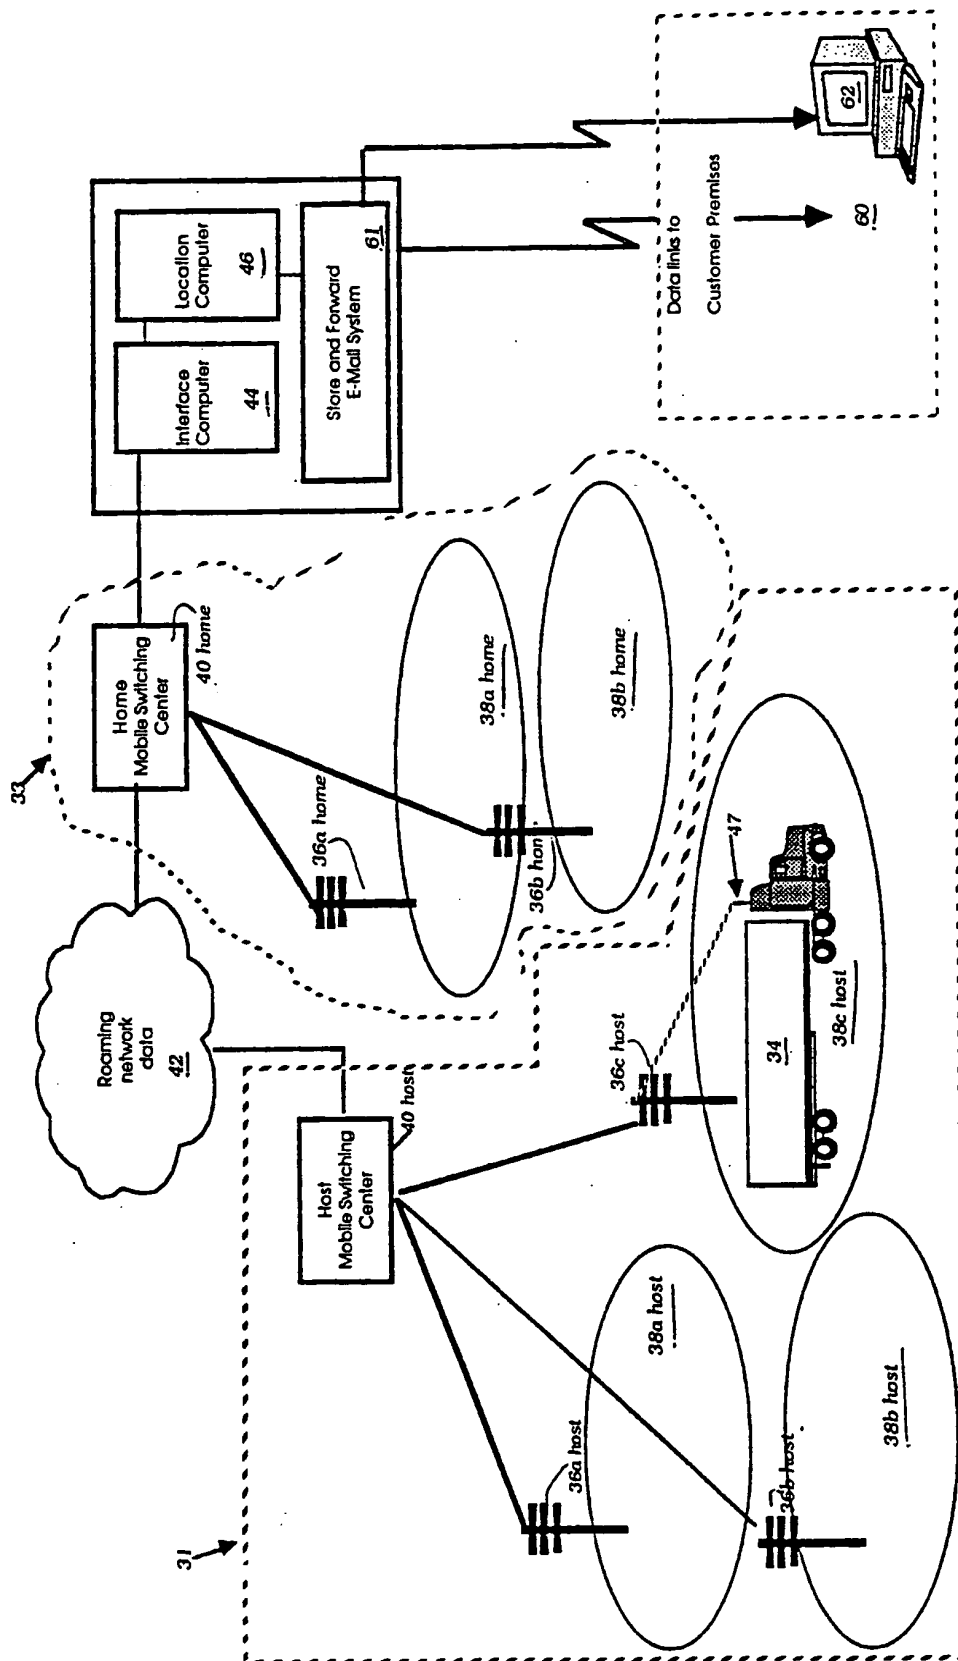 33
31
Roaming
network
data
42
Home
Mobile Switching
Center
40 home
Interface
Computer
44
Location
Computer
46
Store and Forward
E-Mail System
61
Host
Mobile Switching
Center
40 host
36a home
36b hom
38a home
38b home
36a host
36b host
36c host
38a host
38b host
38c host
34
47
Data links to
Customer Premises
60
62